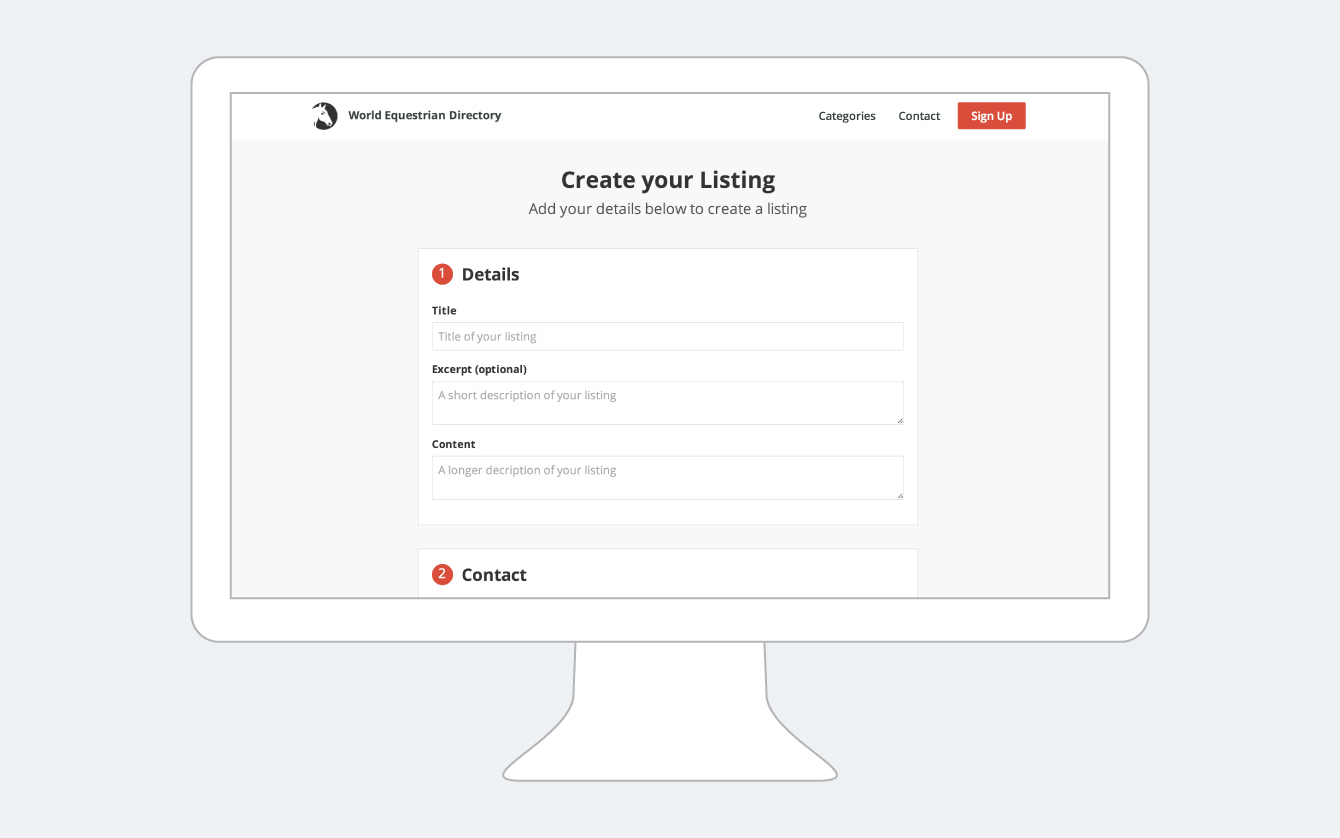 World Equestrian Directory
Categories Contact Sign Up
Create your Listing
Add your details below to create a listing
1 Details
Title
Title of your listing
Excerpt (optional)
A short description of your listing
Content
A longer decription of your listing
2 Contact